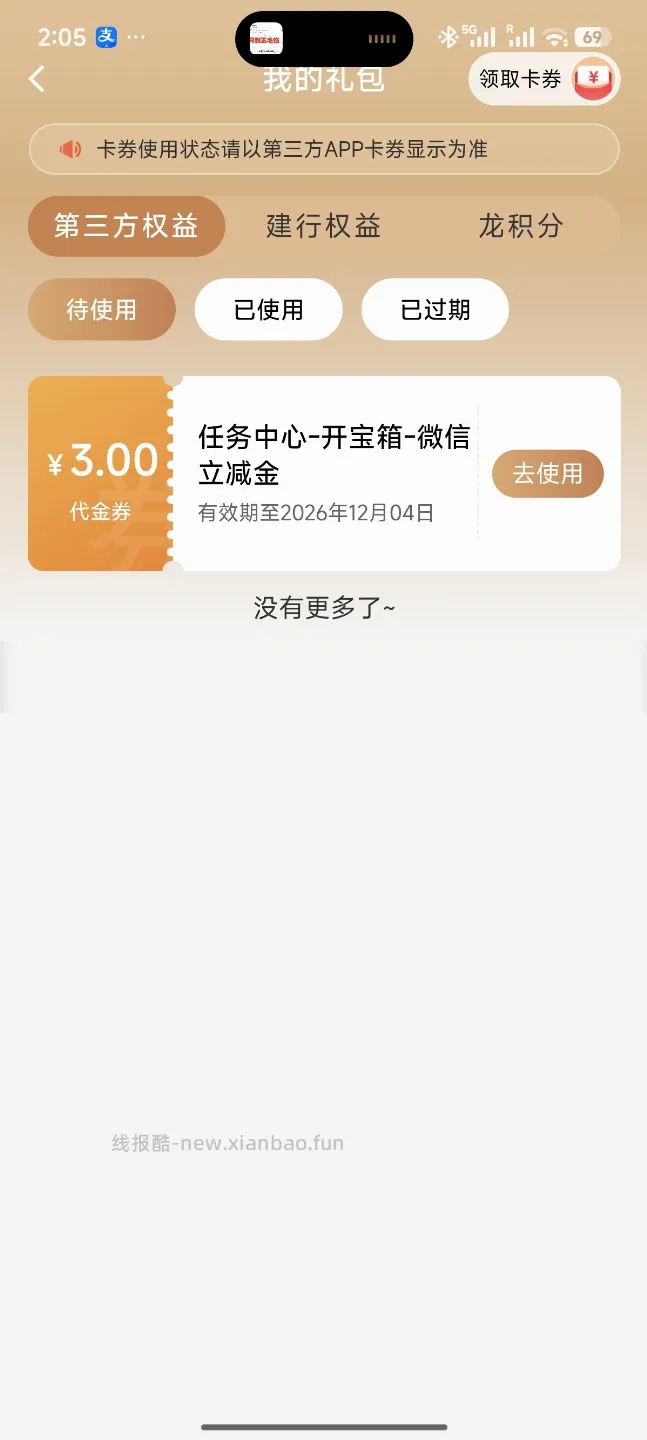 2:05 支 ··· 5G R 69
我的礼包
领取卡券 ¥
卡券使用状态请以第三方APP卡券显示为准
第三方权益 建行权益 龙积分
待使用 已使用 已过期
¥3.00
代金券
券
任务中心-开宝箱-微信
立减金
有效期至2026年12月04日
去使用
没有更多了~
线报酷-new.xianbao.fun